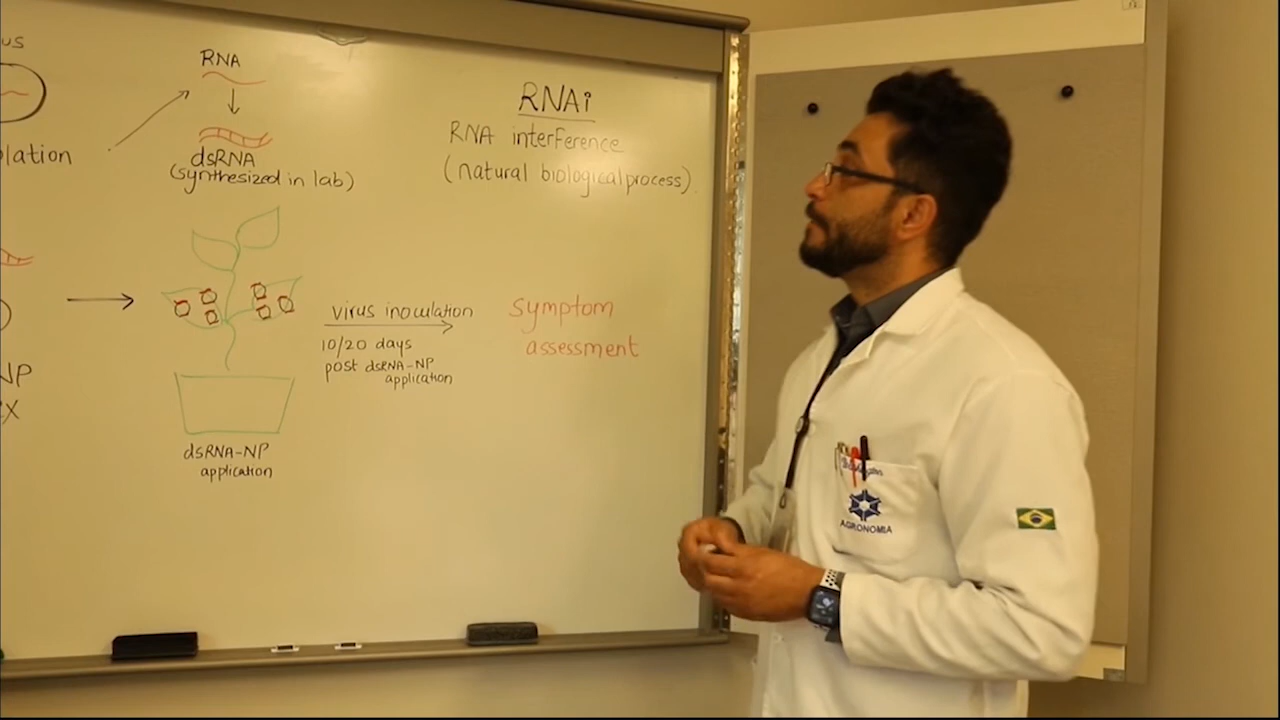 us
olation
NP
X
RNA
dsRNA
(synthesized in lab)
dsRNA-NP
application
virus inoculation
10/20 days
post dsRNA-NP
application
RNAi
RNA interference
(natural biological process)
symptom
assessment
AGRONOMIA